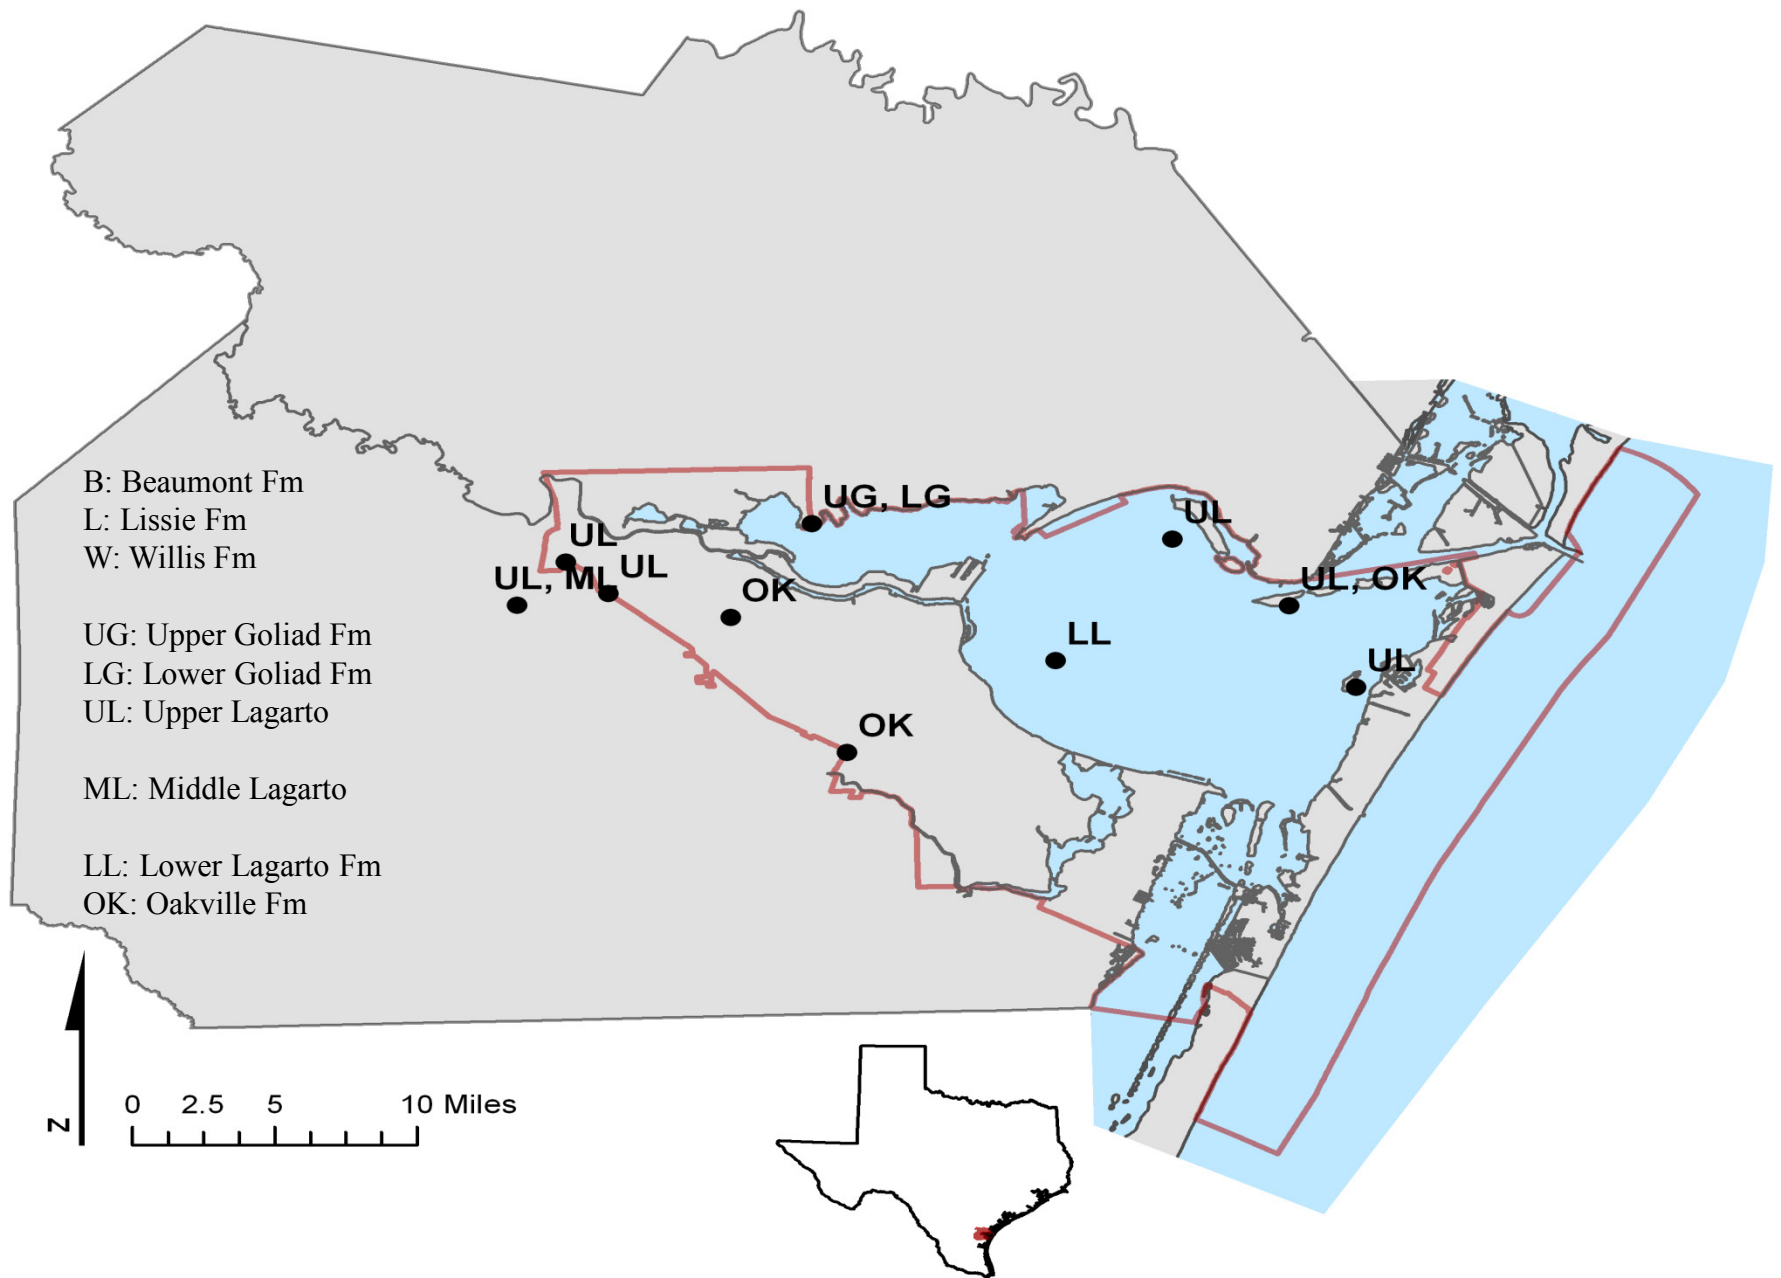 B: Beaumont Fm
L: Lissie Fm
W: Willis Fm
UG: Upper Goliad Fm
LG: Lower Goliad Fm
UL: Upper Lagarto
ML: Middle Lagarto
LL: Lower Lagarto Fm
OK: Oakville Fm
UG, LG
UL
UL
UL
UL, ML
OK
UL, OK
LL
UL
OK
N
0 2.5 5 10 Miles